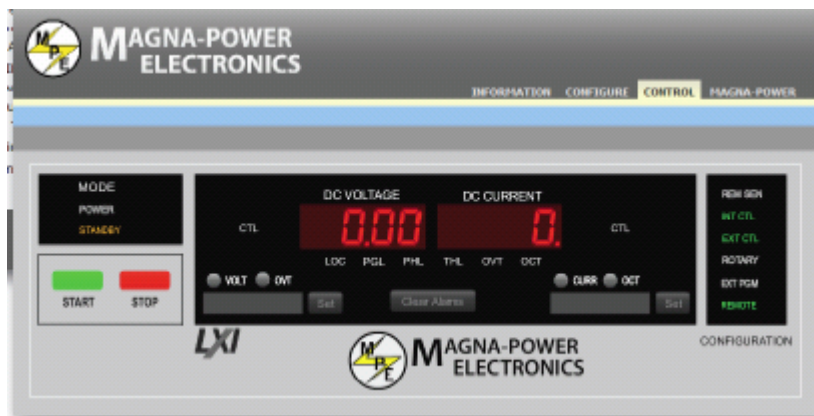 MPE MAGNA-POWER
ELECTRONICS
INFORMATION CONFIGURE CONTROL MAGNA-POWER
MODE
POWER
STANDBY
DC VOLTAGE DC CURRENT
CTL 0.00 0. CTL
LOC PGL PHL THL OVT OCT
VOLT OVT CURR OCT
Set Clear Alarms Set
REM SEN
INT CTL
EXT CTL
ROTARY
EXT PGM
REMOTE
START STOP
LXI
CONFIGURATION
MPE MAGNA-POWER
ELECTRONICS